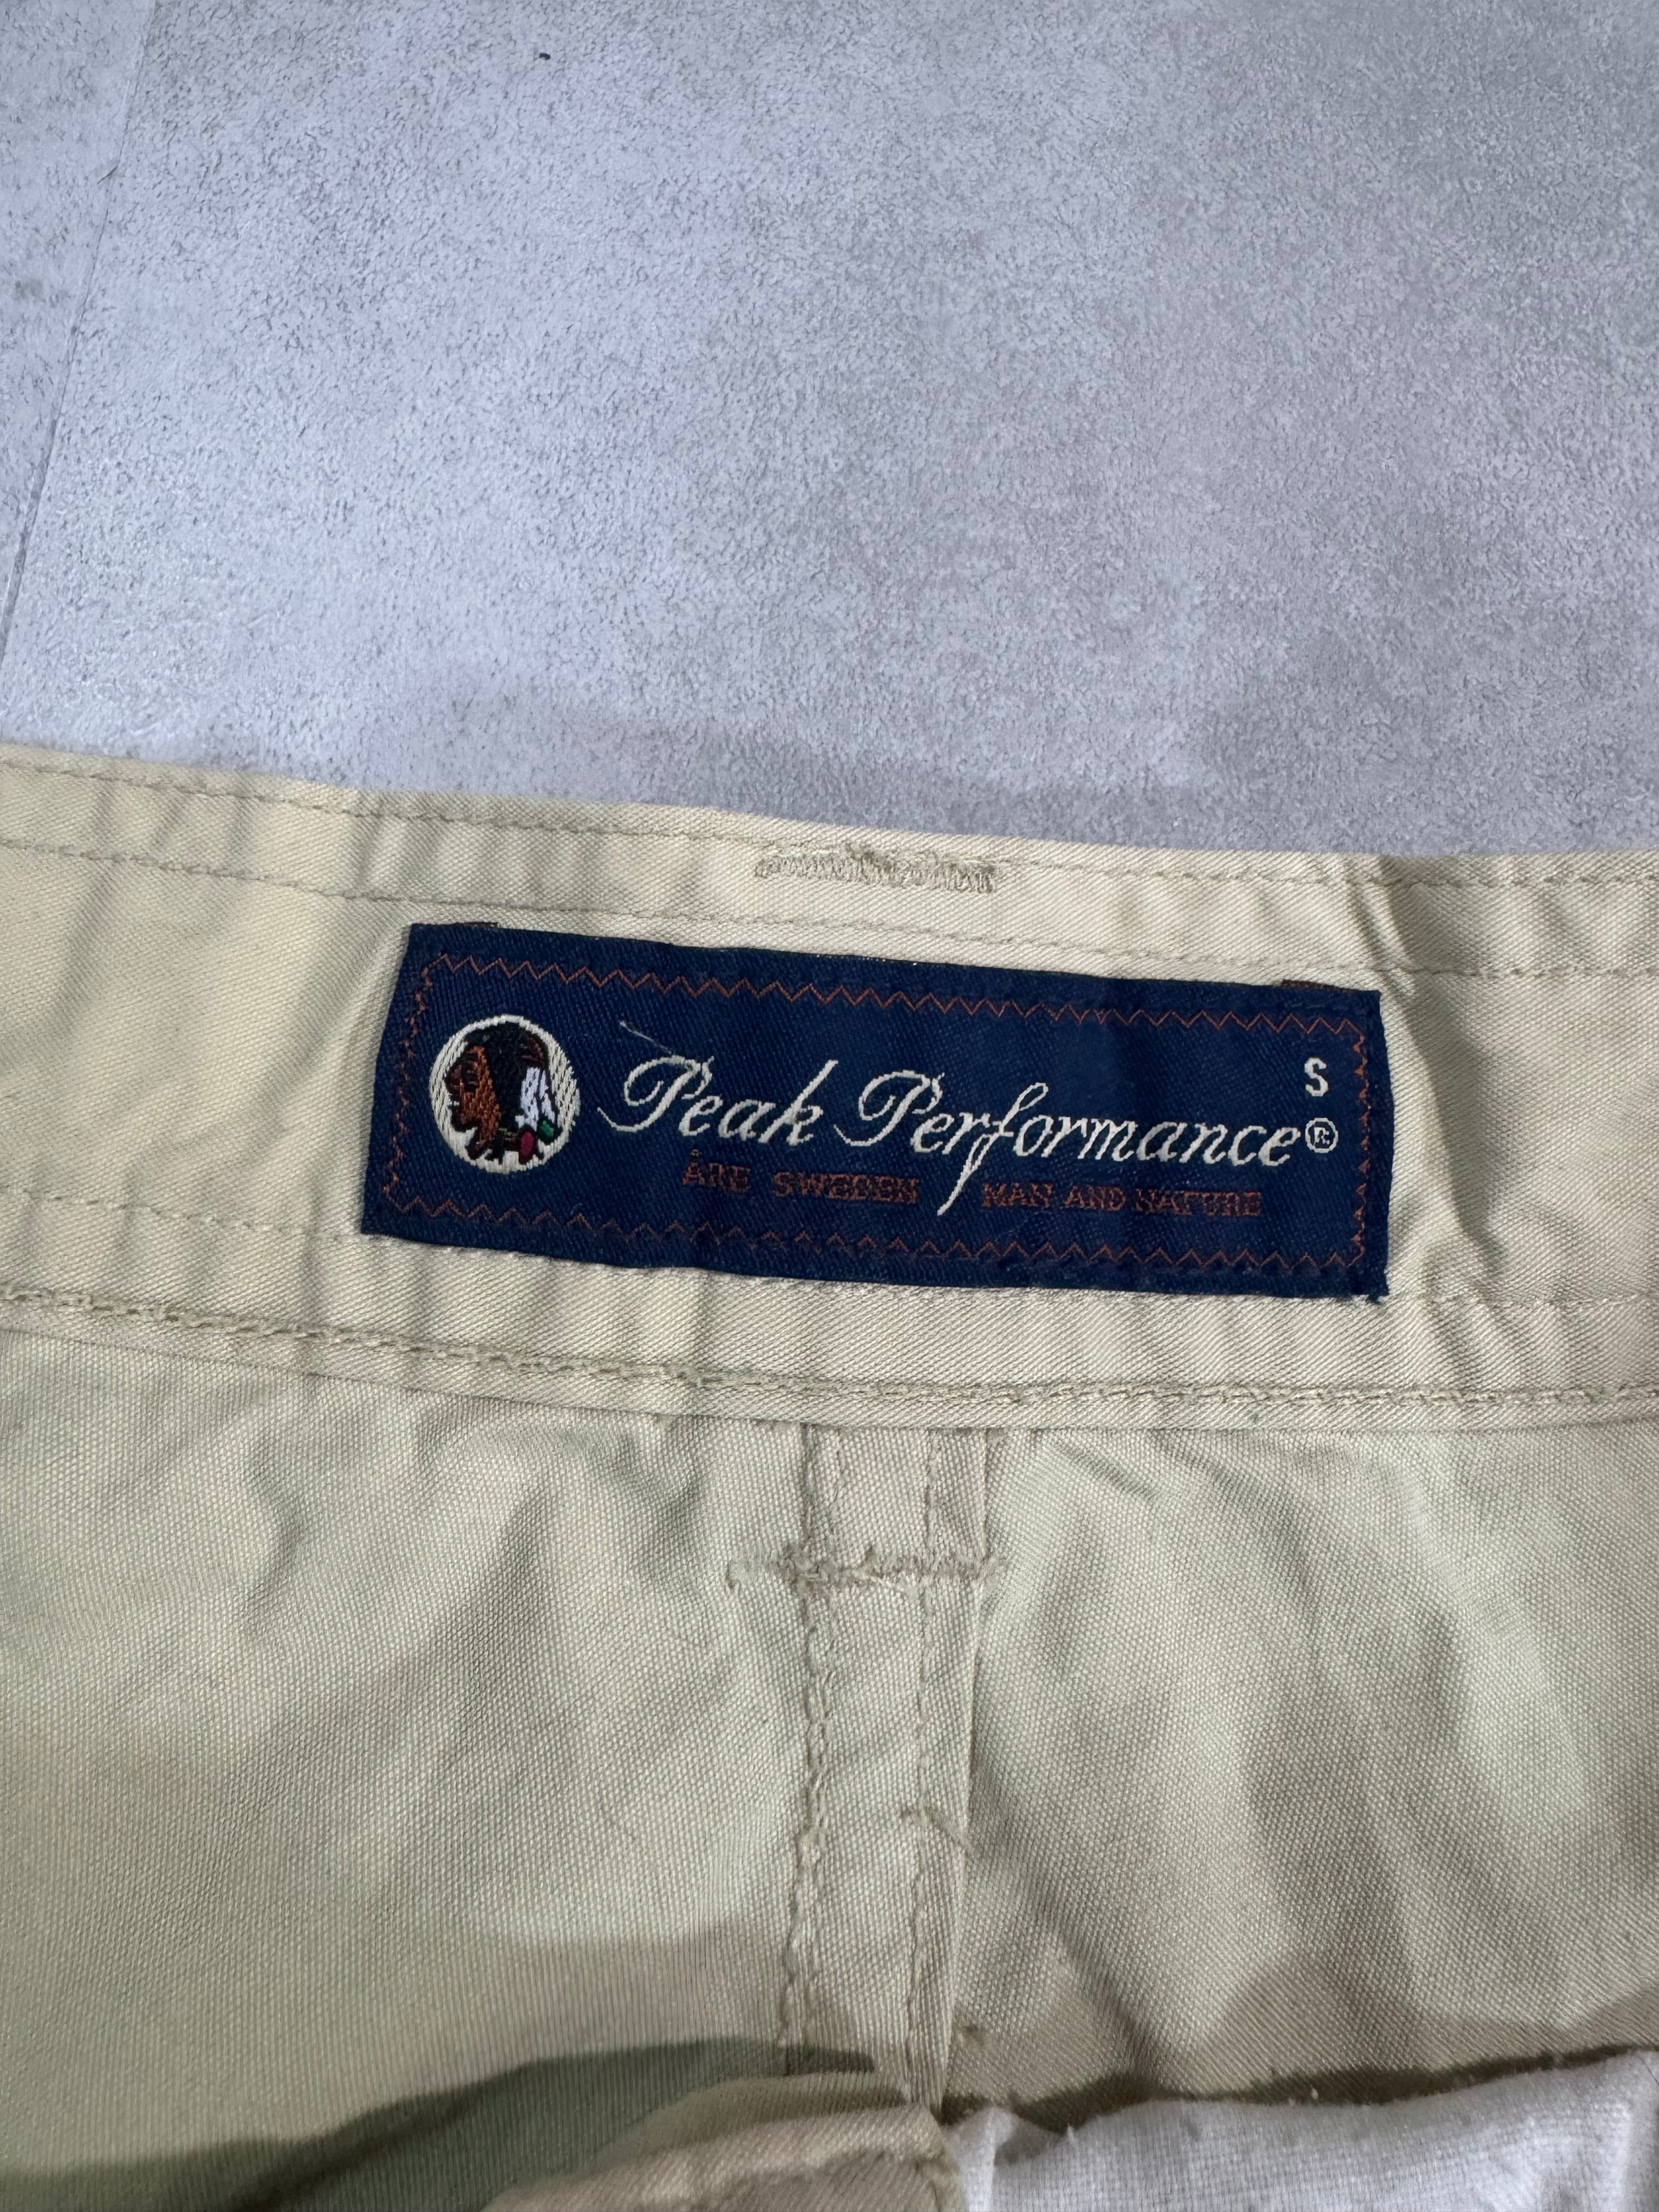 S
Peak Performance®
ÅRE SWEDEN MAN AND NATURE